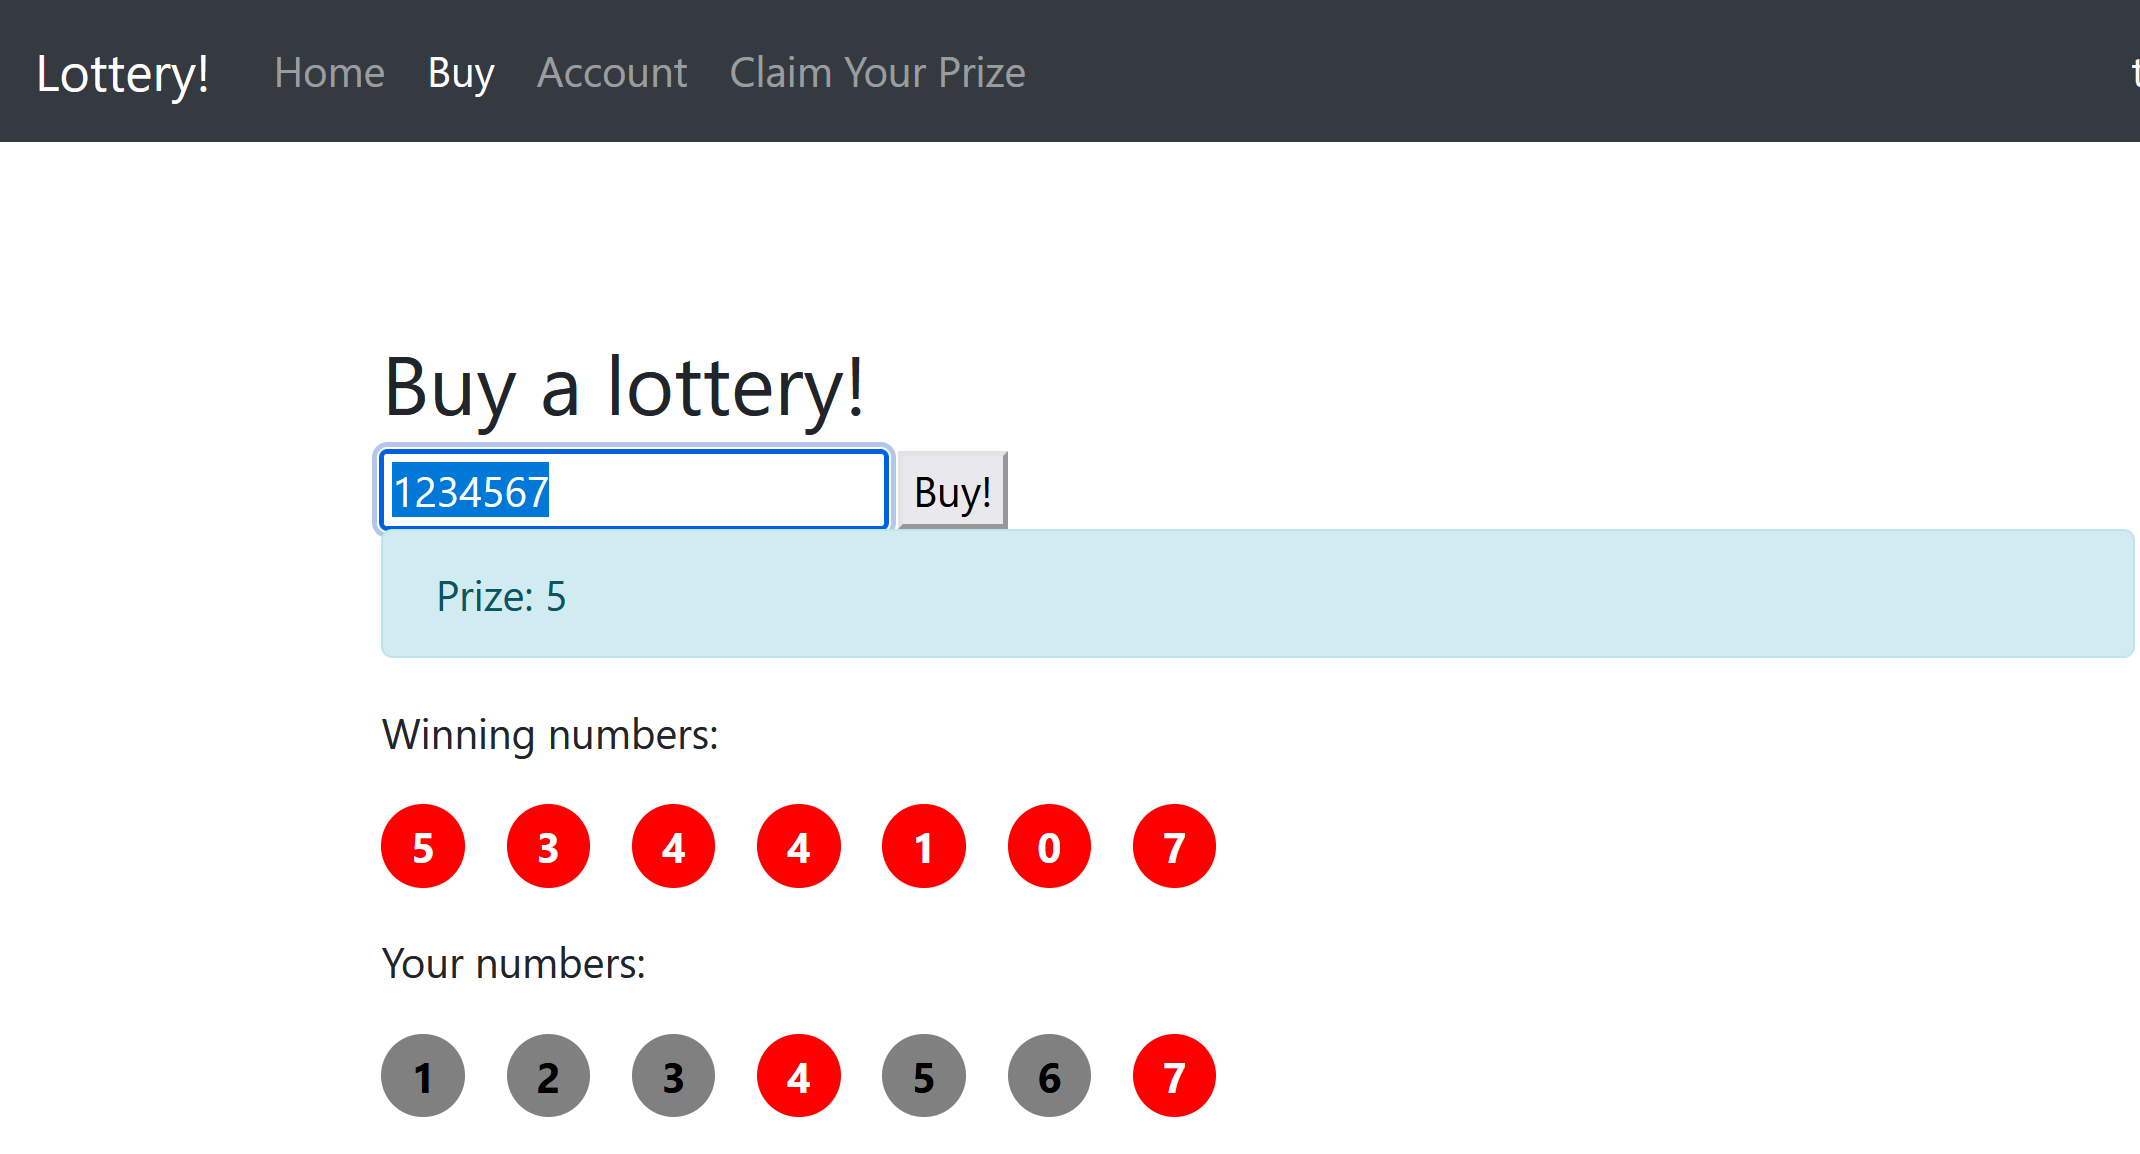 Lottery! Home Buy Account Claim Your Prize
Buy a lottery!
1234567 Buy!
Prize: 5
Winning numbers:
5 3 4 4 1 0 7
Your numbers:
1 2 3 4 5 6 7